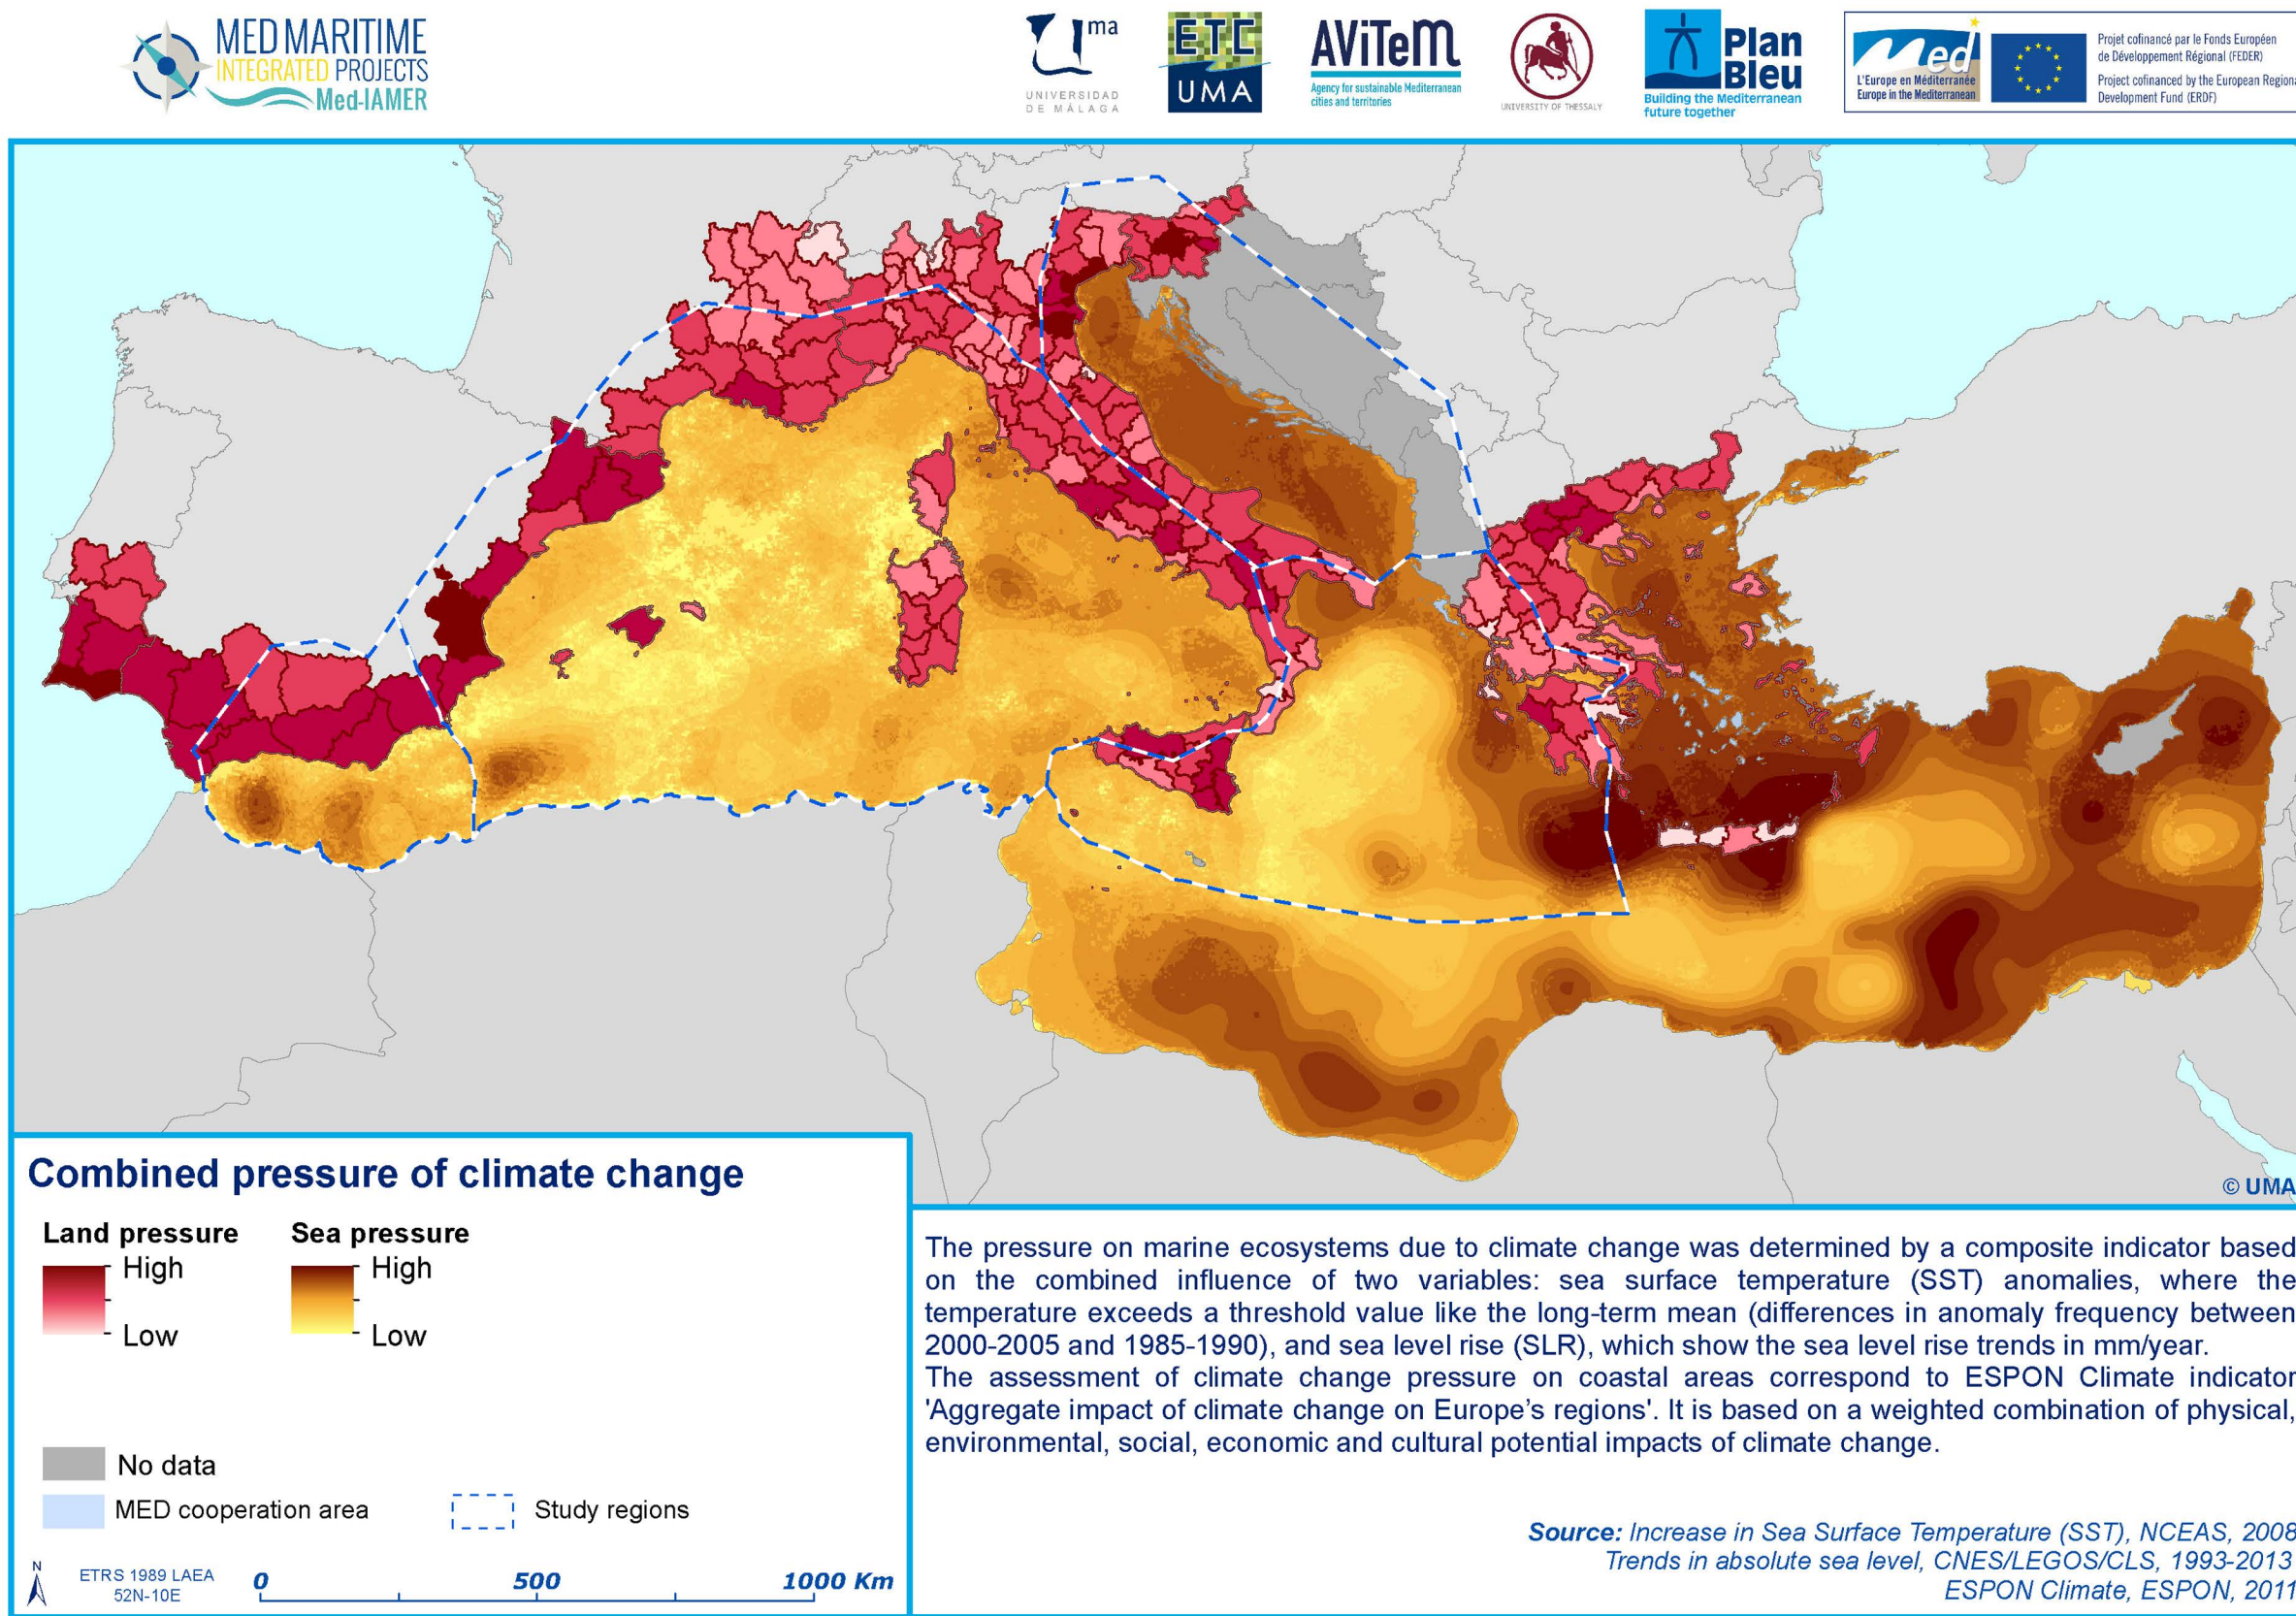 MED MARITIME
INTEGRATED PROJECTS
Med-IAMER
uma
UNIVERSIDAD
DE MÁLAGA
ETC
UMA
AViTeM
Agency for sustainable Mediterranean
cities and territories
UNIVERSITY OF THESSALY
Plan
Bleu
Building the Mediterranean
future together
Med
L'Europe en Méditerranée
Europe in the Mediterranean
Projet cofinancé par le Fonds Européen
de Développement Régional (FEDER)
Project cofinanced by the European Regional
Development Fund (ERDF)
© UMA
Combined pressure of climate change
Land pressure
High
Low
Sea pressure
High
Low
No data
MED cooperation area
Study regions
N
ETRS 1989 LAEA
52N-10E
0 500 1000 Km
The pressure on marine ecosystems due to climate change was determined by a composite indicator based
on the combined influence of two variables: sea surface temperature (SST) anomalies, where the
temperature exceeds a threshold value like the long-term mean (differences in anomaly frequency between
2000-2005 and 1985-1990), and sea level rise (SLR), which show the sea level rise trends in mm/year.
The assessment of climate change pressure on coastal areas correspond to ESPON Climate indicator
'Aggregate impact of climate change on Europe's regions'. It is based on a weighted combination of physical,
environmental, social, economic and cultural potential impacts of climate change.
Source: Increase in Sea Surface Temperature (SST), NCEAS, 2008
Trends in absolute sea level, CNES/LEGOS/CLS, 1993-2013
ESPON Climate, ESPON, 2011